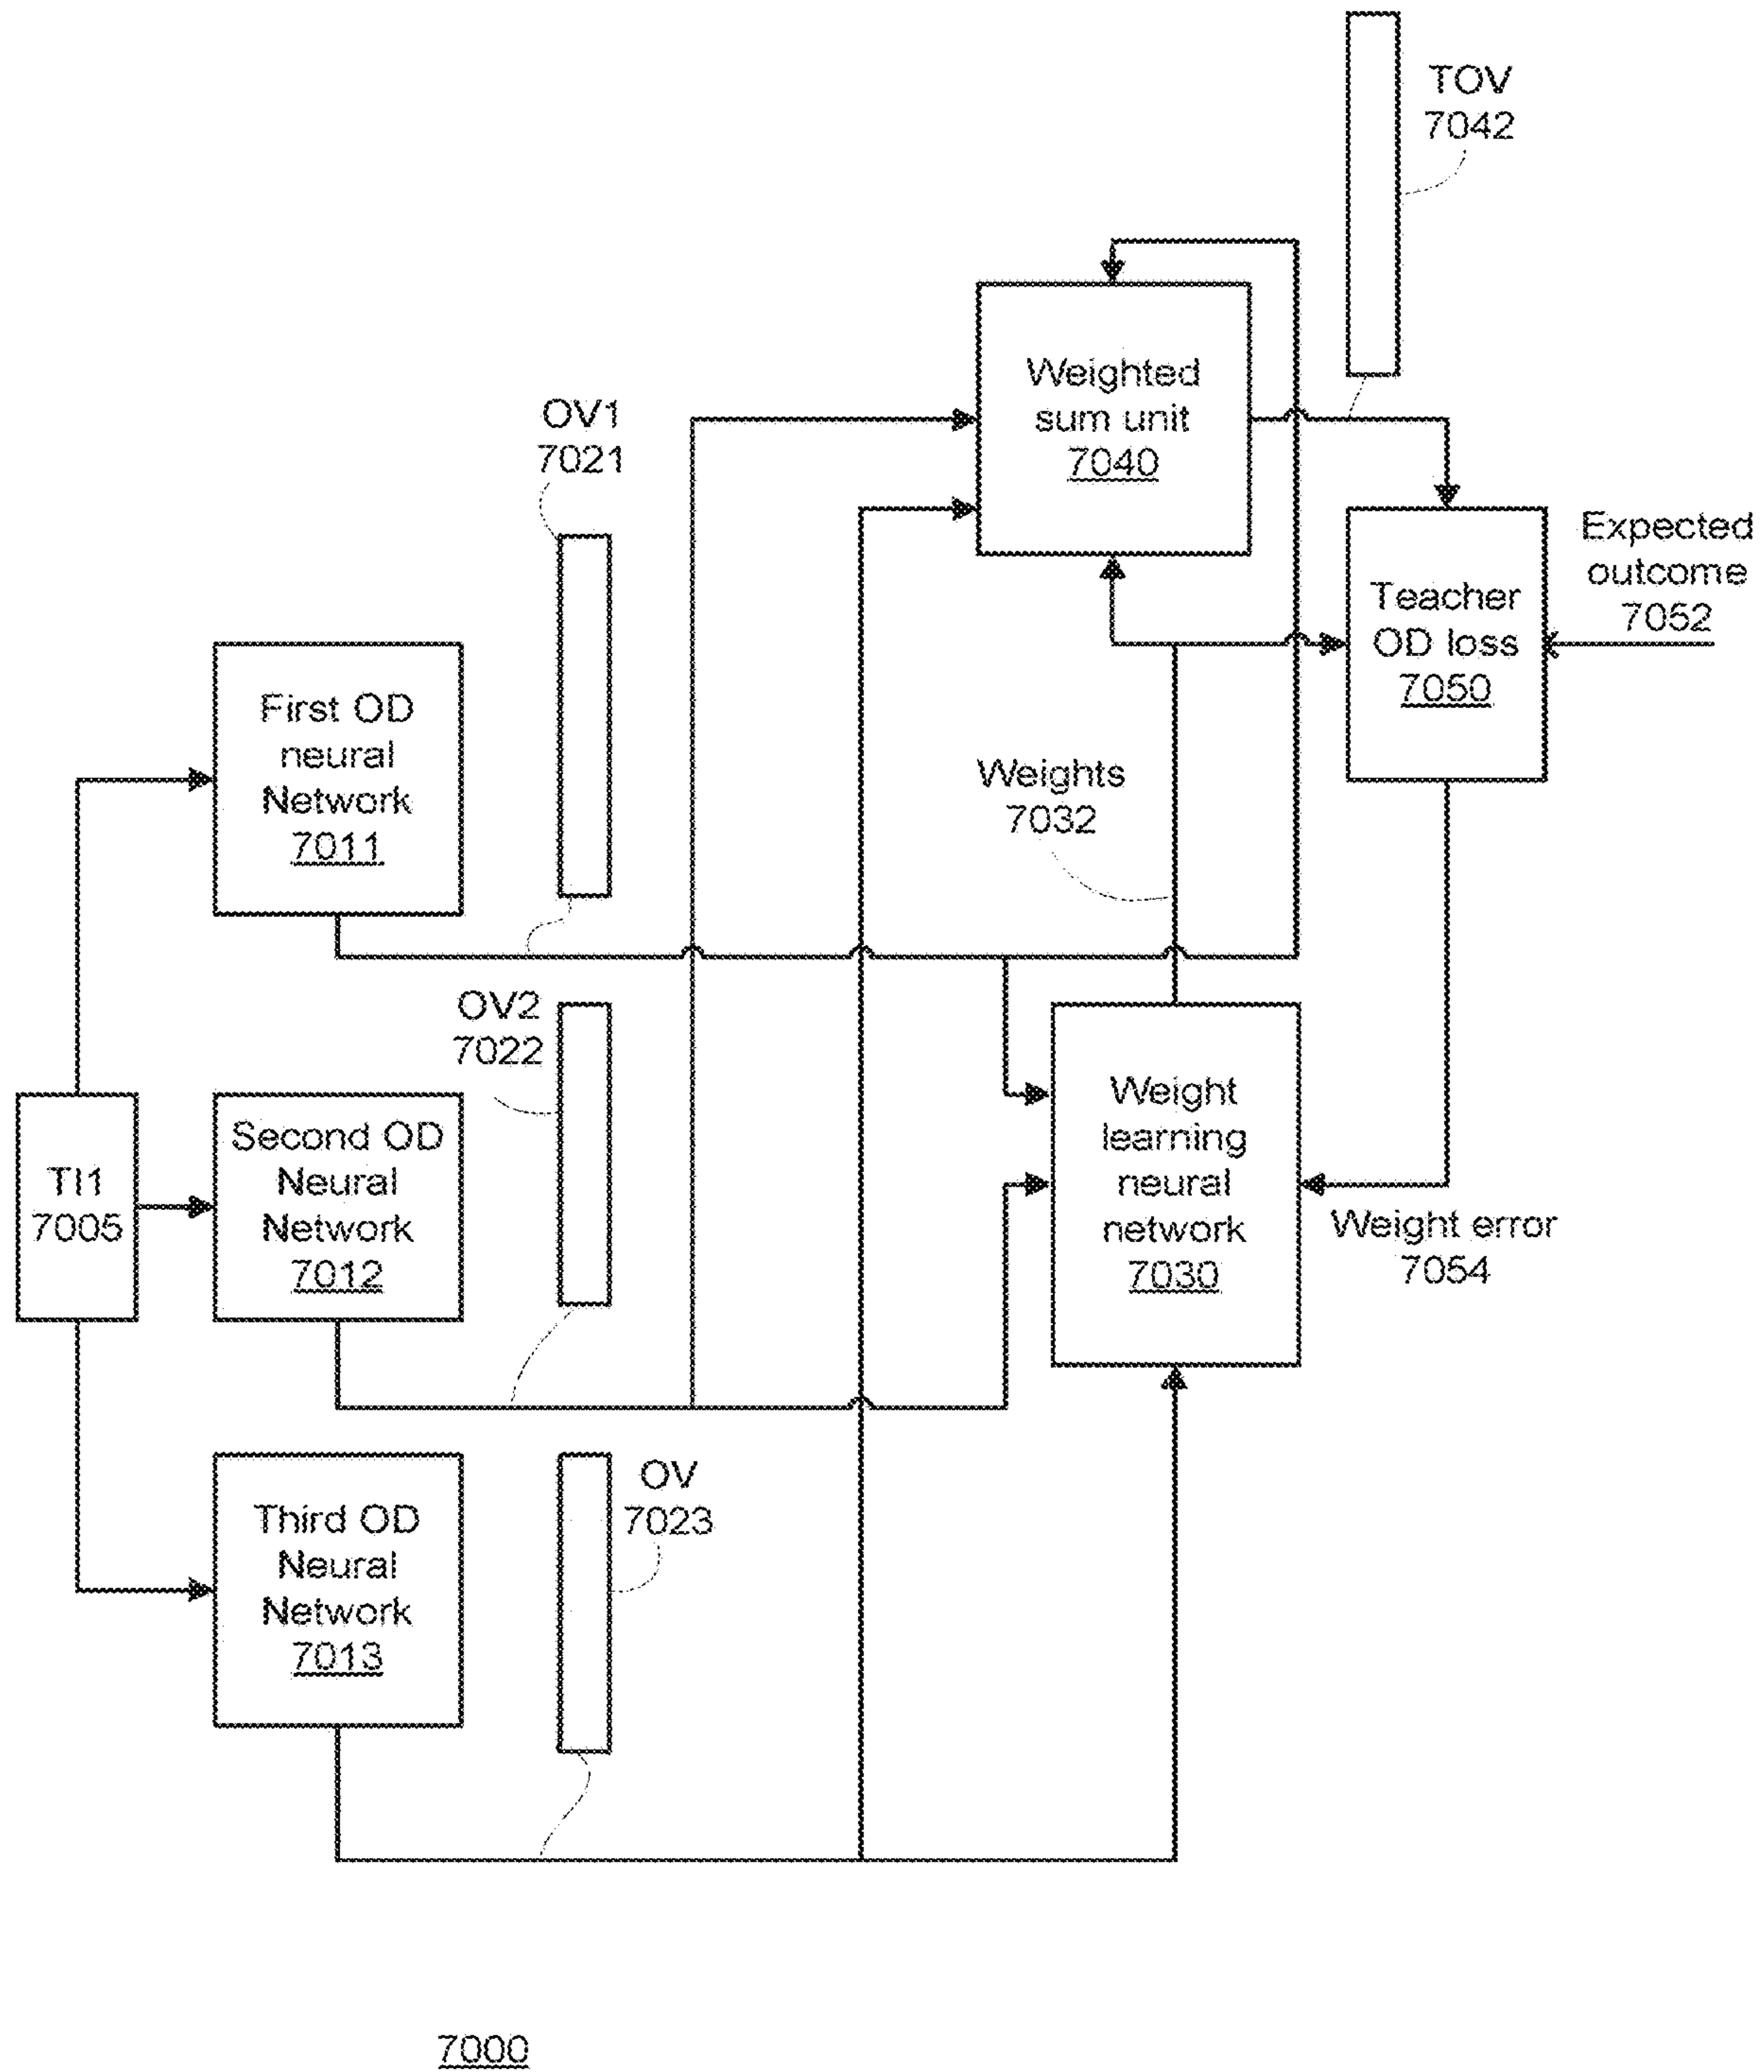 TOV
7042
Weighted
sum unit
7040
OV1
7021
Expected
outcome
7052
Teacher
OD loss
7050
First OD
neural
Network
7011
Weights
7032
OV2
7022
Weight
learning
neural
network
7030
Second OD
Neural
Network
7012
TI1
7005
Weight error
7054
OV
7023
Third OD
Neural
Network
7013
7000